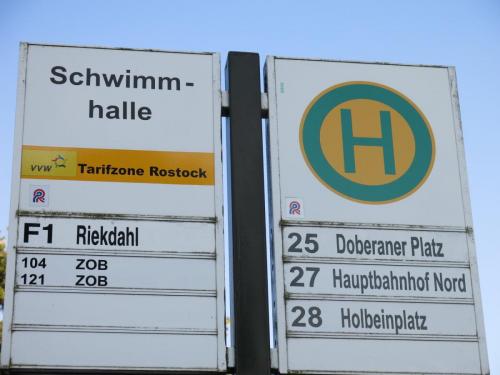 Schwimm-
halle
VVW Tarifzone Rostock
F1 Riekdahl
104 ZOB
121 ZOB
H
25 Doberaner Platz
27 Hauptbahnhof Nord
28 Holbeinplatz